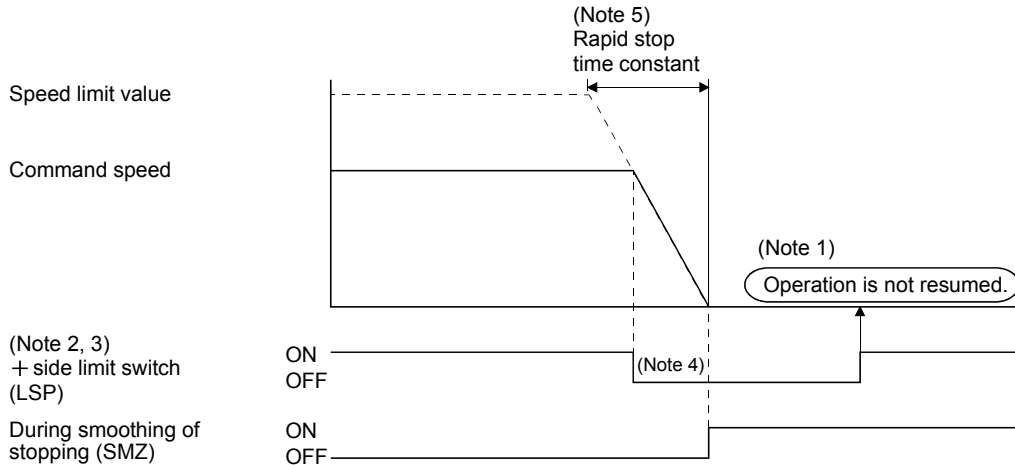 (Note 5)
Rapid stop
time constant
Speed limit value
Command speed
(Note 1)
Operation is not resumed.
(Note 2, 3)
+ side limit switch
(LSP)
ON
OFF
(Note 4)
During smoothing of
stopping (SMZ)
ON
OFF